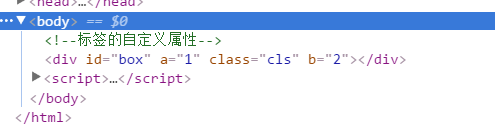 ▶<head>…</head>
…▼<body> == $0
<!--标签的自定义属性-->
<div id="box" a="1" class="cls" b="2"></div>
▶<script>…</script>
</body>
</html>